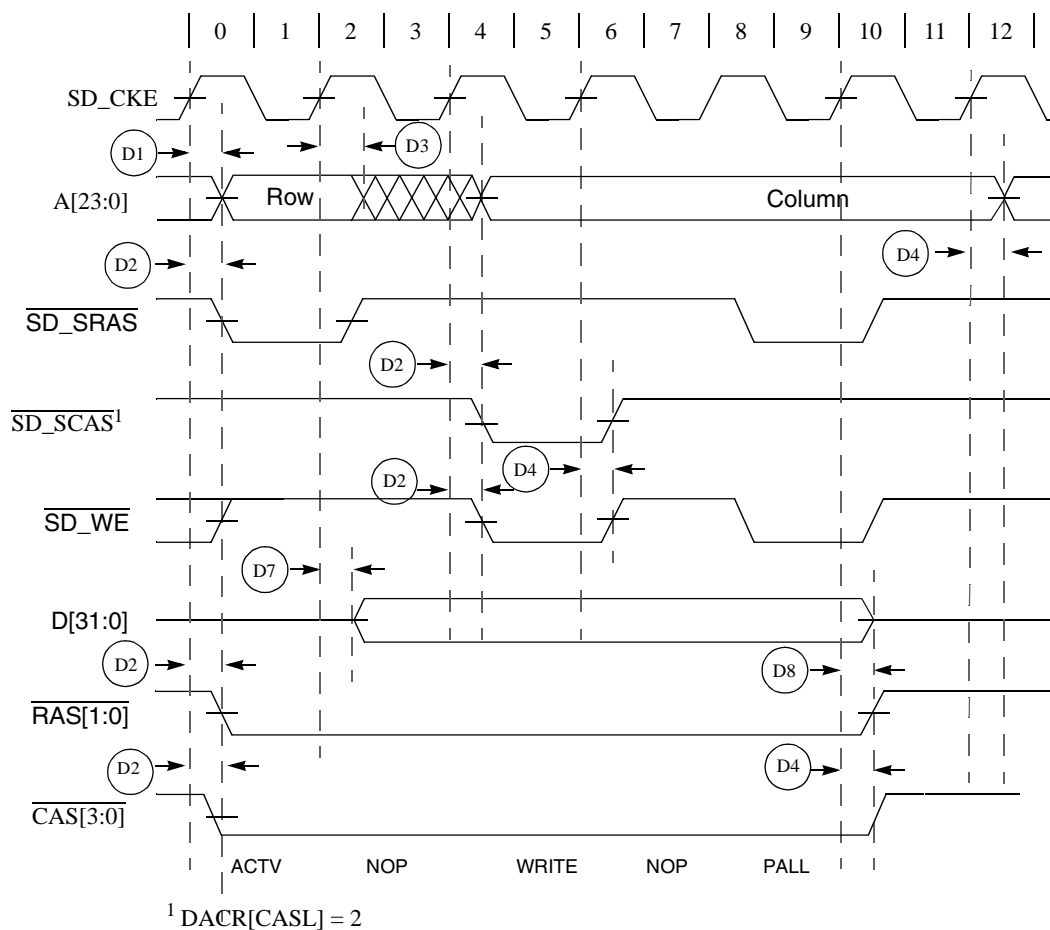 0 1 2 3 4 5 6 7 8 9 10 11 12
SD_CKE
D1 D3
A[23:0] Row Column
D2 D4
SD_SRAS
D2
SD_SCAS1
D2 D4
SD_WE
D7
D[31:0]
D2 D8
RAS[1:0]
D2 D4
CAS[3:0]
ACTV NOP WRITE NOP PALL
1 DACR[CASL] = 2